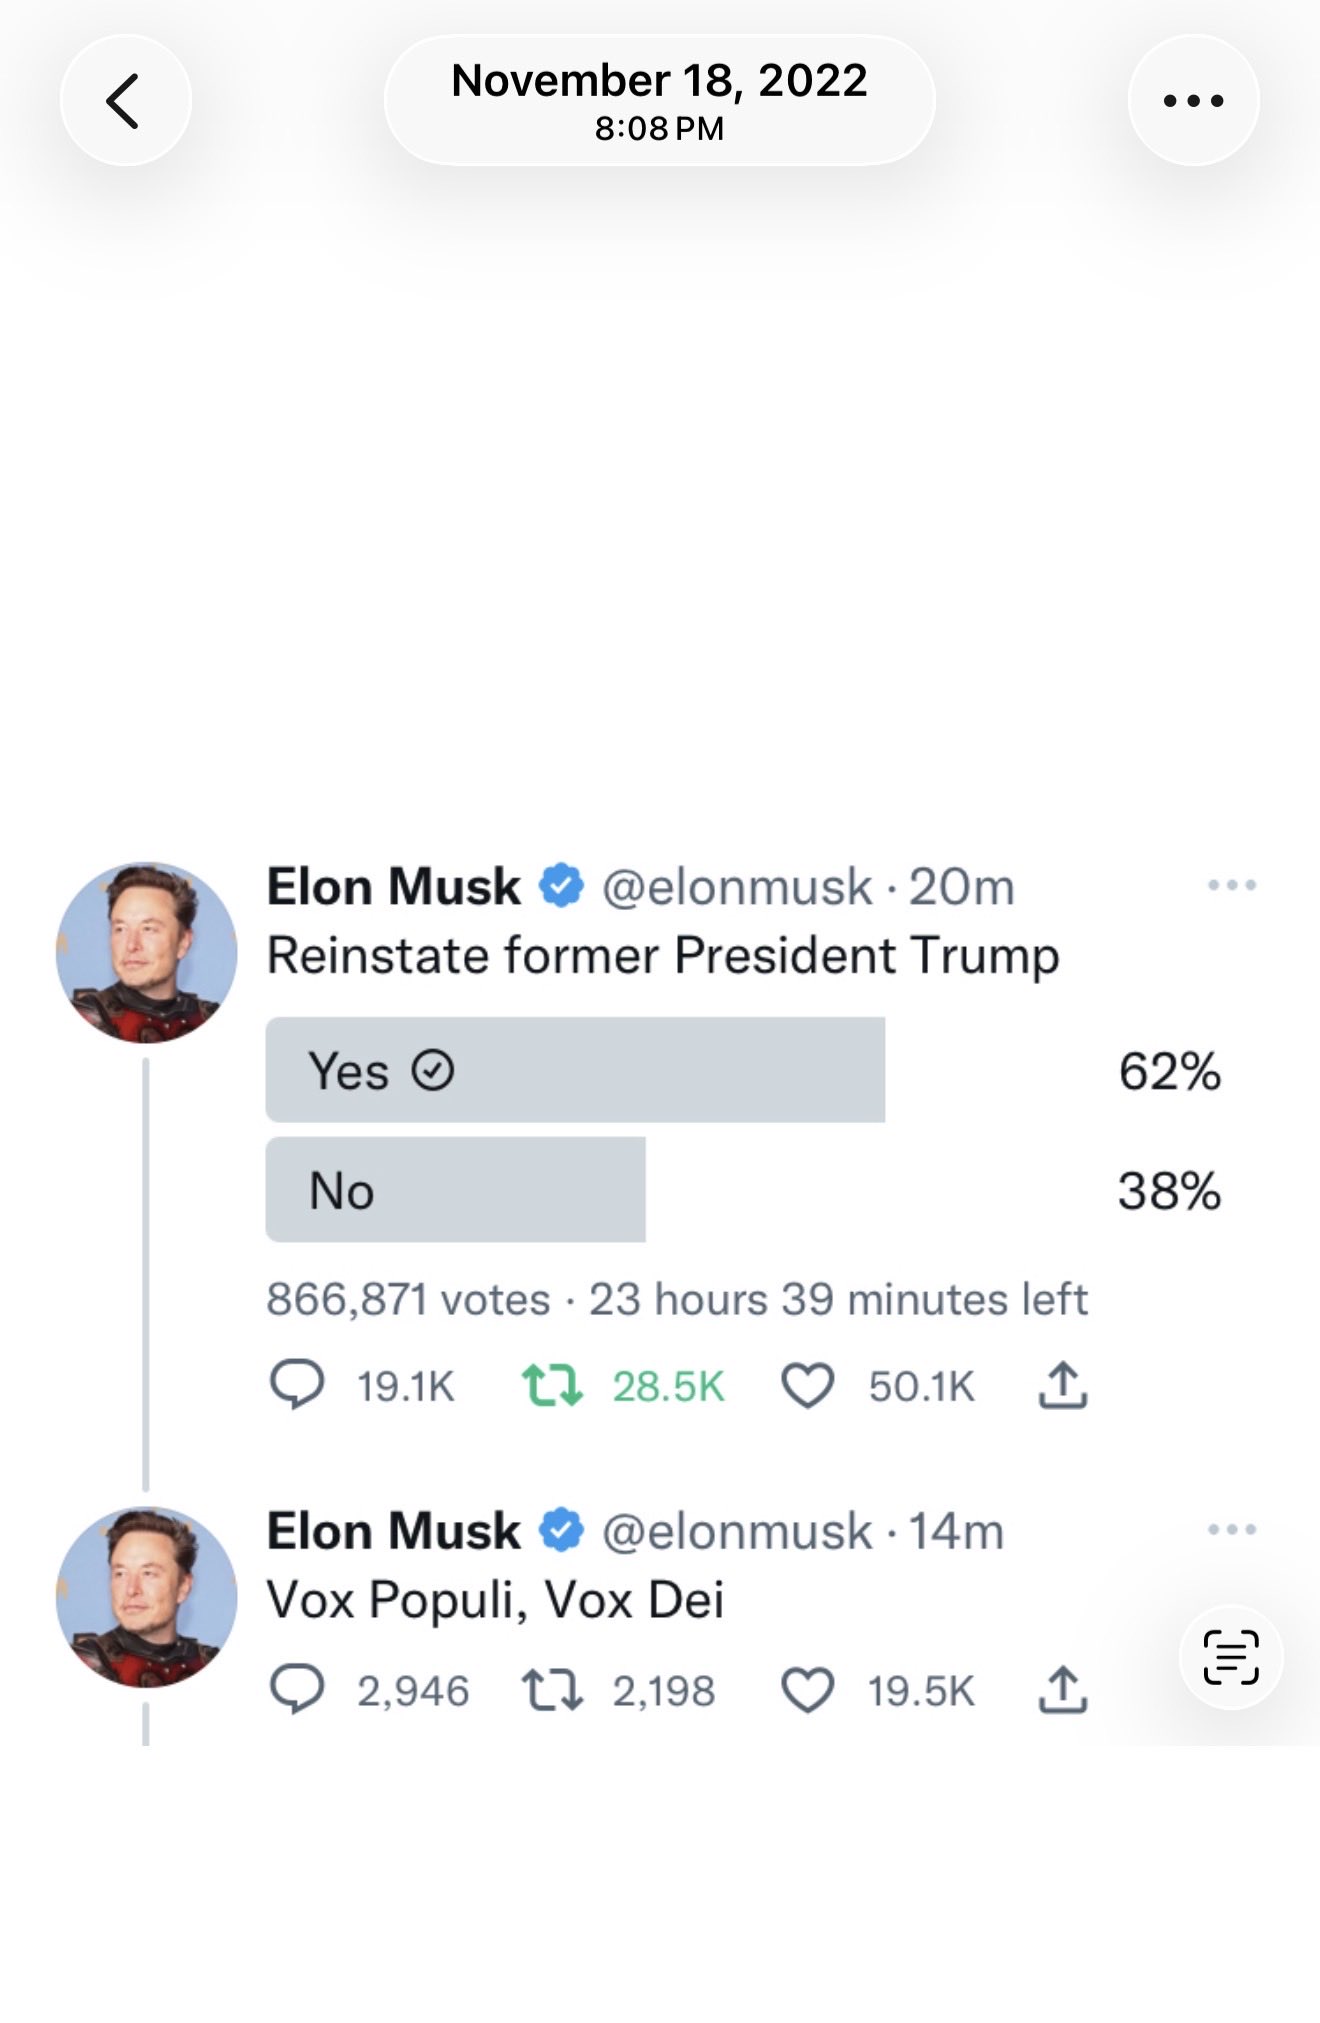 November 18, 2022
8:08 PM
Elon Musk @elonmusk · 20m
Reinstate former President Trump
Yes 62%
No 38%
866,871 votes · 23 hours 39 minutes left
19.1K 28.5K 50.1K
Elon Musk @elonmusk · 14m
Vox Populi, Vox Dei
2,946 2,198 19.5K